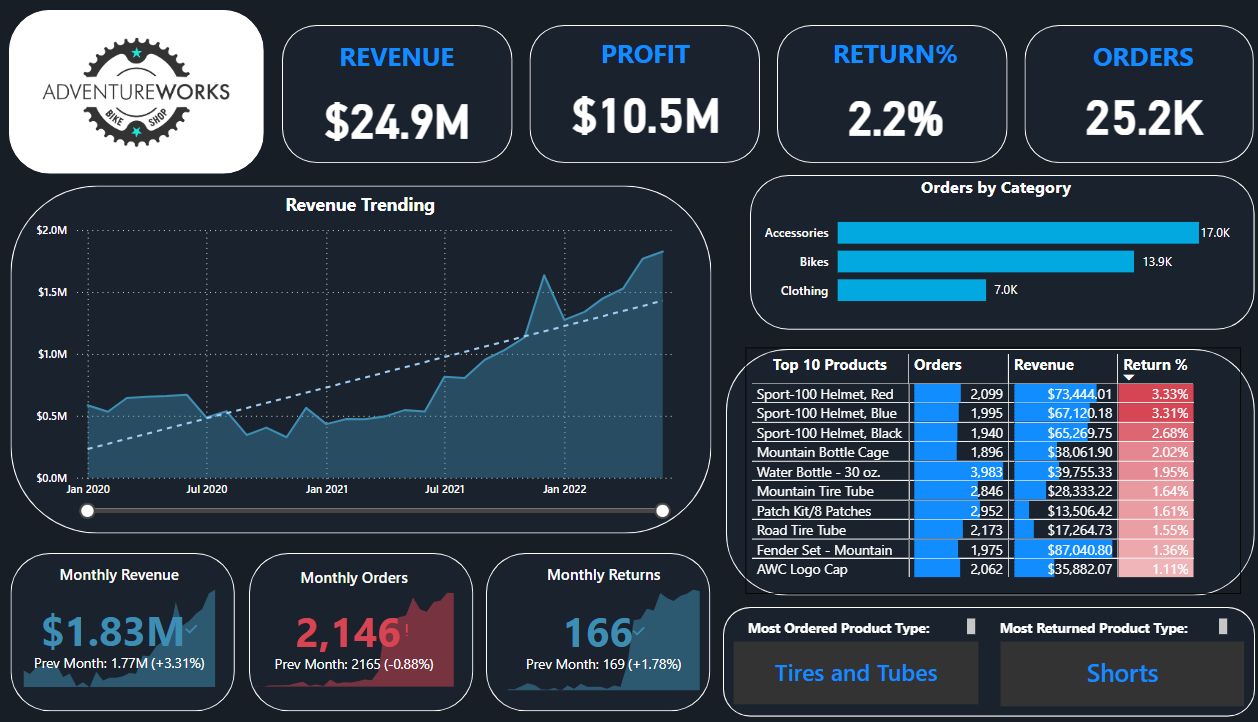 ADVENTUREWORKS
BIKE SHOP
REVENUE
$24.9M
PROFIT
$10.5M
RETURN%
2.2%
ORDERS
25.2K
Revenue Trending
$2.0M
$1.5M
$1.0M
$0.5M
$0.0M
Jan 2020 Jul 2020 Jan 2021 Jul 2021 Jan 2022
Orders by Category
Accessories 17.0K
Bikes 13.9K
Clothing 7.0K
Top 10 Products Orders Revenue Return %
Sport-100 Helmet, Red 2,099 $73,444.01 3.33%
Sport-100 Helmet, Blue 1,995 $67,120.18 3.31%
Sport-100 Helmet, Black 1,940 $65,269.75 2.68%
Mountain Bottle Cage 1,896 $38,061.90 2.02%
Water Bottle - 30 oz. 3,983 $39,755.33 1.95%
Mountain Tire Tube 2,846 $28,333.22 1.64%
Patch Kit/8 Patches 2,952 $13,506.42 1.61%
Road Tire Tube 2,173 $17,264.73 1.55%
Fender Set - Mountain 1,975 $87,040.80 1.36%
AWC Logo Cap 2,062 $35,882.07 1.11%
Monthly Revenue
$1.83M
Prev Month: 1.77M (+3.31%)
Monthly Orders
2,146!
Prev Month: 2165 (-0.88%)
Monthly Returns
166
Prev Month: 169 (+1.78%)
Most Ordered Product Type:
Tires and Tubes
Most Returned Product Type:
Shorts